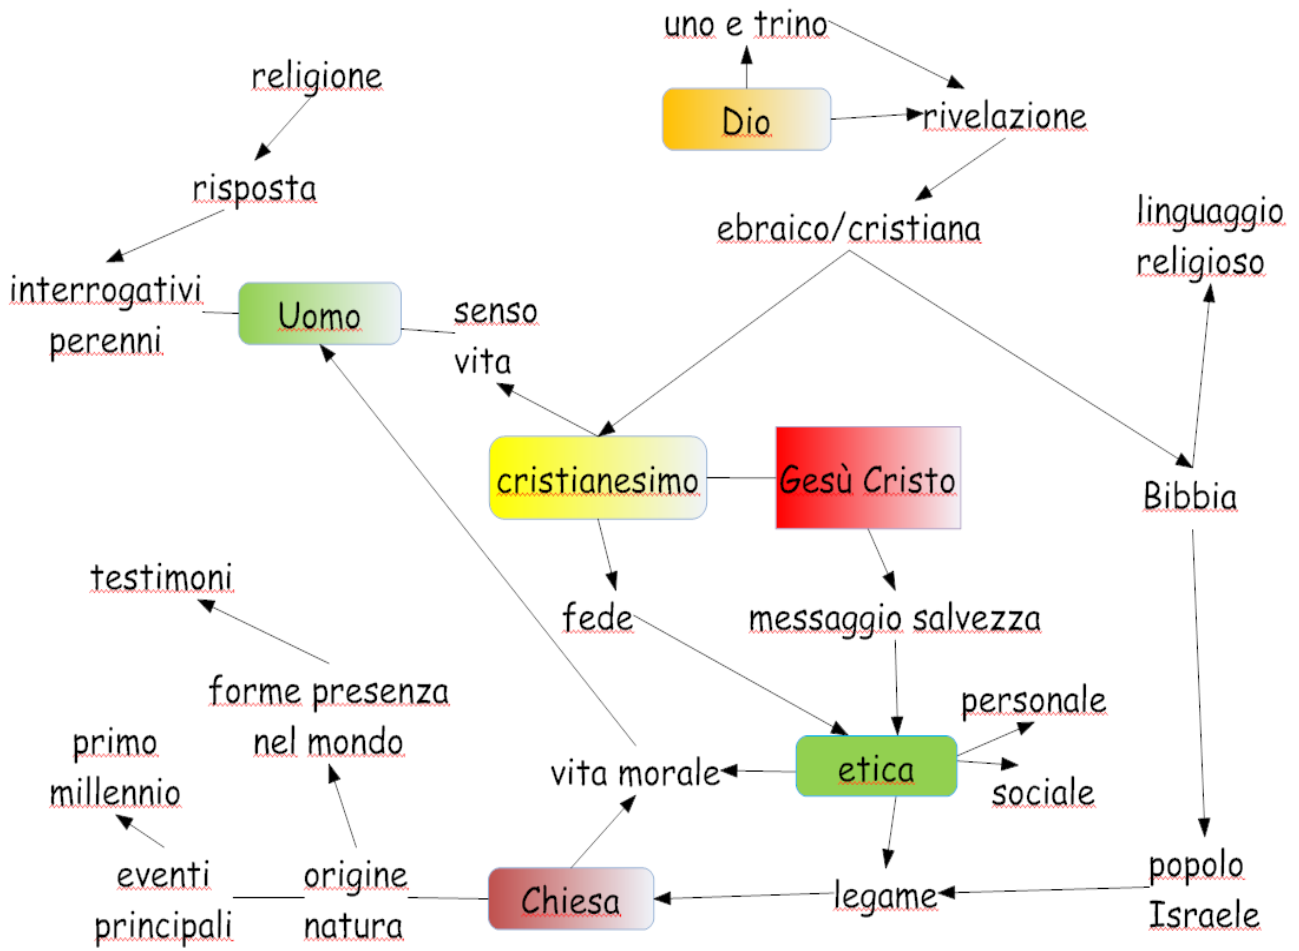 uno e trino
religione
Dio
rivelazione
risposta
ebraico/cristiana
linguaggio
religioso
interrogativi
perenni
Uomo
senso
vita
cristianesimo
Gesù Cristo
Bibbia
testimoni
fede
messaggio salvezza
forme presenza
nel mondo
personale
primo
millennio
vita morale
etica
sociale
eventi
principali
origine
natura
Chiesa
legame
popolo
Israele